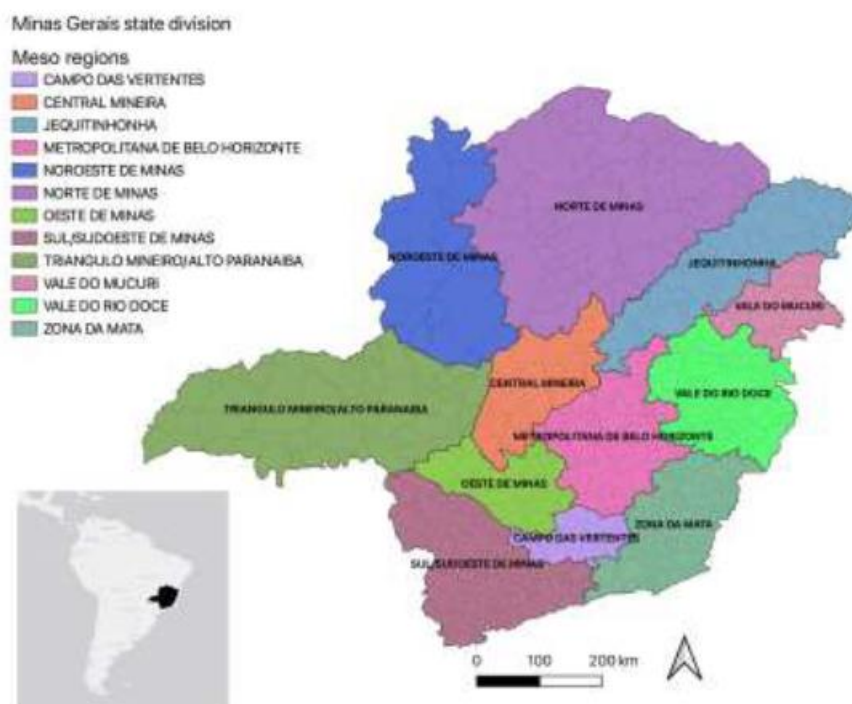 Minas Gerais state division
Meso regions
CAMPO DAS VERTENTES
CENTRAL MINEIRA
JEQUITINHONHA
METROPOLITANA DE BELO HORIZONTE
NOROESTE DE MINAS
NORTE DE MINAS
OESTE DE MINAS
SUL/SUDOESTE DE MINAS
TRIANGULO MINEIRO/ALTO PARANAIBA
VALE DO MUCURI
VALE DO RIO DOCE
ZONA DA MATA
NORTE DE MINAS
NOROESTE DE MINAS
JEQUITINHONHA
VALE DO MUCURI
CENTRAL MINEIRA
VALE DO RIO DOCE
TRIANGULO MINEIRO/ALTO PARANAIBA
METROPOLITANA DE BELO HORIZONTE
OESTE DE MINAS
ZONA DA MATA
CAMPO DAS VERTENTES
SUL/SUDOESTE DE MINAS
0 100 200 km